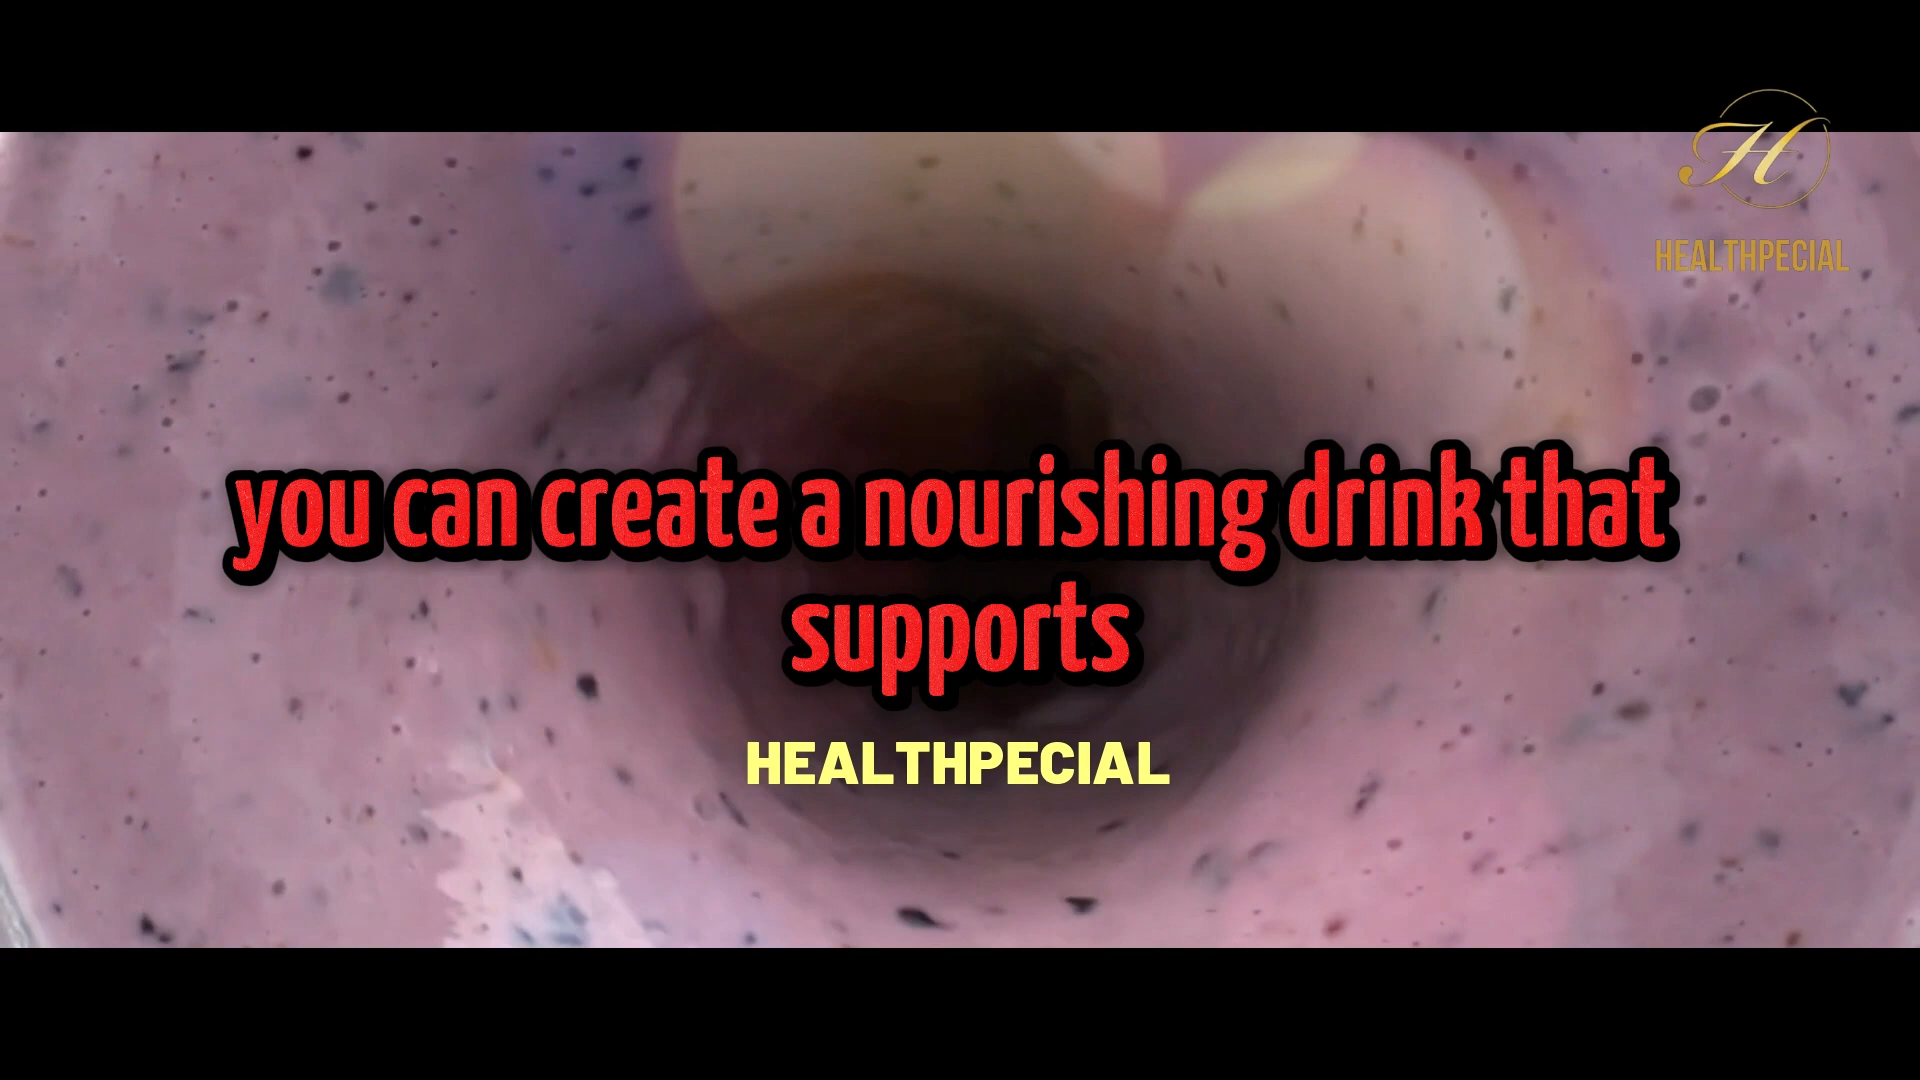 H
HEALTHPECIAL
you can create a nourishing drink that
supports
HEALTHPECIAL